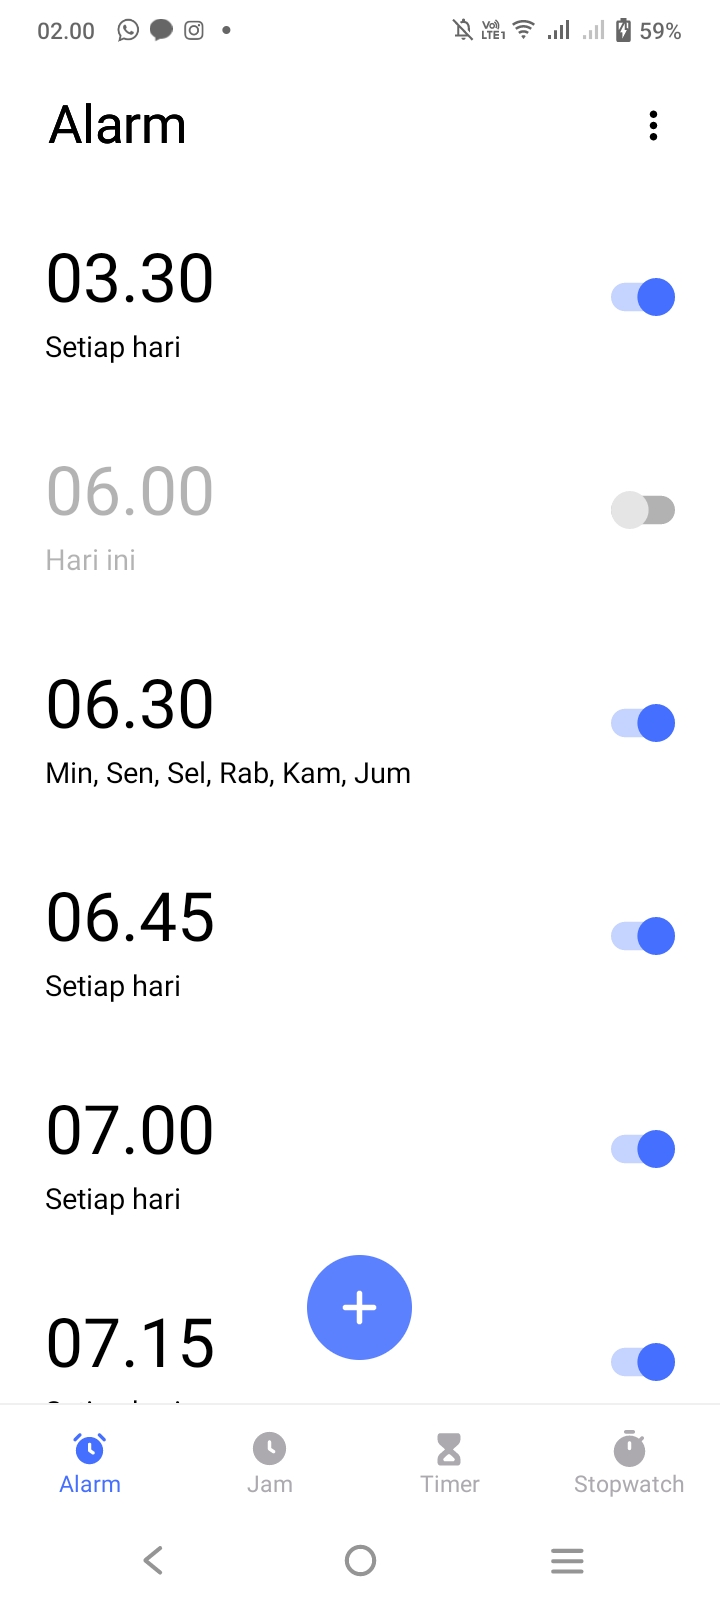 02.00 Vo) LTE1 59%
Alarm
03.30
Setiap hari
06.00
Hari ini
06.30
Min, Sen, Sel, Rab, Kam, Jum
06.45
Setiap hari
07.00
Setiap hari
07.15
Alarm Jam Timer Stopwatch